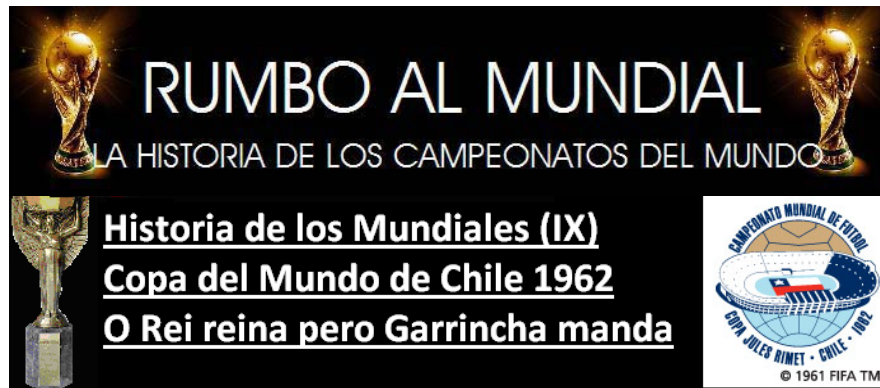 RUMBO AL MUNDIAL
LA HISTORIA DE LOS CAMPEONATOS DEL MUNDO
Historia de los Mundiales (IX)
Copa del Mundo de Chile 1962
O Rei reina pero Garrincha manda
CAMPEONATO MUNDIAL DE FUTBOL
COPA JULES RIMET - CHILE - 1962
© 1961 FIFA TM